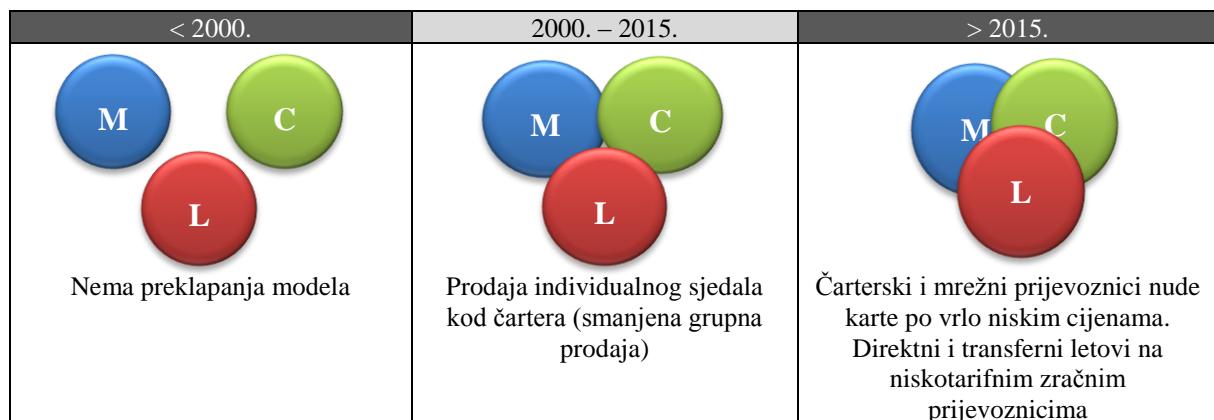 < 2000.
2000. – 2015.
> 2015.
M
C
L
Nema preklapanja modela
M
C
L
Prodaja individualnog sjedala
kod čartera (smanjena grupna
prodaja)
M
C
L
Čarterski i mrežni prijevoznici nude
karte po vrlo niskim cijenama.
Direktni i transferni letovi na
niskotarifnim zračnim
prijevoznicima